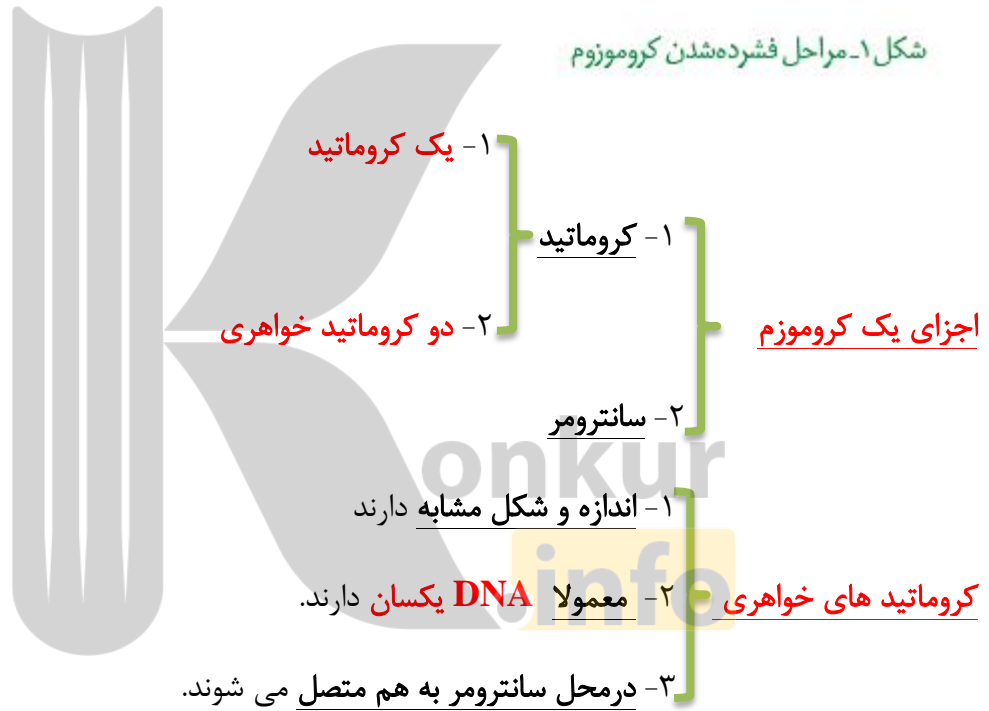 شکل ۱ـ مراحل فشرده‌شدن کروموزوم
۱- یک کروماتید
۱- کروماتید
اجزای یک کروموزم
۲- دو کروماتید خواهری
۲- سانترومر
onkur
۱- اندازه و شکل مشابه دارند
info
کروماتید های خواهری
۲- معمولا DNA یکسان دارند.
۳- درمحل سانترومر به هم متصل می شوند.